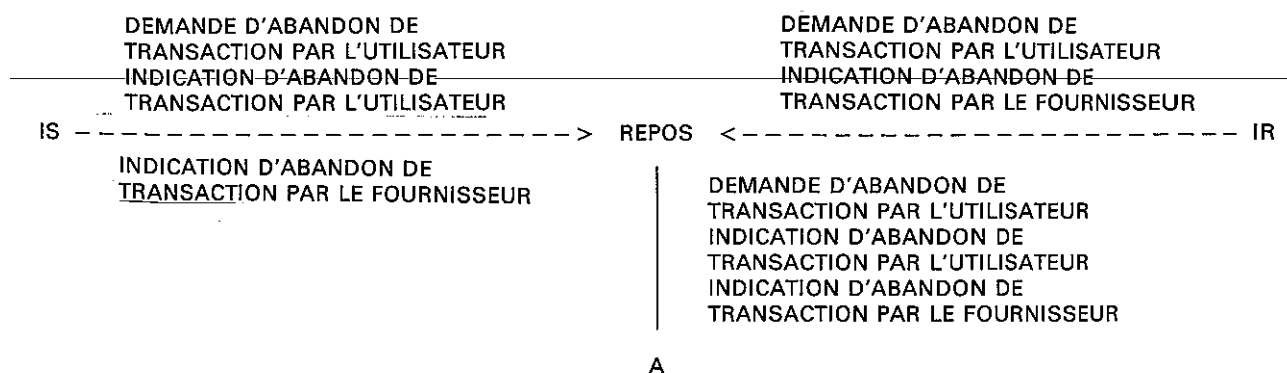 DEMANDE D'ABANDON DE
TRANSACTION PAR L'UTILISATEUR
INDICATION D'ABANDON DE
TRANSACTION PAR L'UTILISATEUR
DEMANDE D'ABANDON DE
TRANSACTION PAR L'UTILISATEUR
INDICATION D'ABANDON DE
TRANSACTION PAR LE FOURNISSEUR
IS - - - - - - - - - - - - - - - - - - - - - - - - > REPOS < - - - - - - - - - - - - - - - - - - - - - - - - IR
INDICATION D'ABANDON DE
TRANSACTION PAR LE FOURNISSEUR
DEMANDE D'ABANDON DE
TRANSACTION PAR L'UTILISATEUR
INDICATION D'ABANDON DE
TRANSACTION PAR L'UTILISATEUR
INDICATION D'ABANDON DE
TRANSACTION PAR LE FOURNISSEUR
A